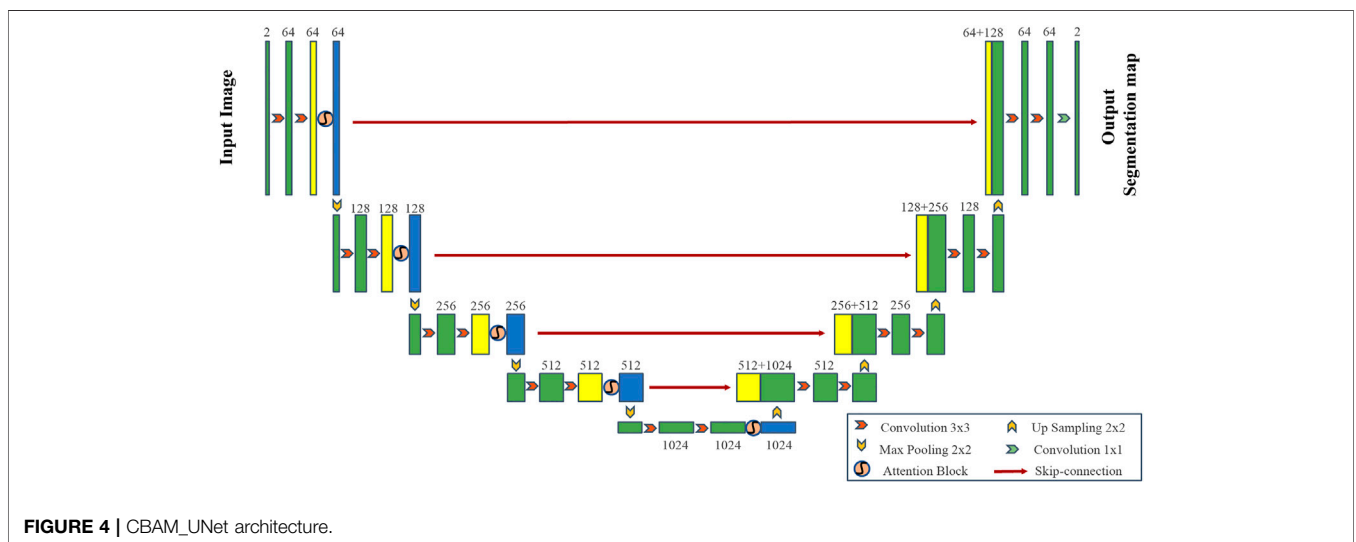 2 64 64 64
64+128 64 64 2
Input Image
Output
Segmentation map
128 128 128
128+256 128
256 256 256
256+512 256
512 512 512
512+1024 512
1024 1024 1024
Convolution 3x3
Up Sampling 2x2
Max Pooling 2x2
Convolution 1x1
Attention Block
Skip-connection
FIGURE 4 | CBAM_UNet architecture.